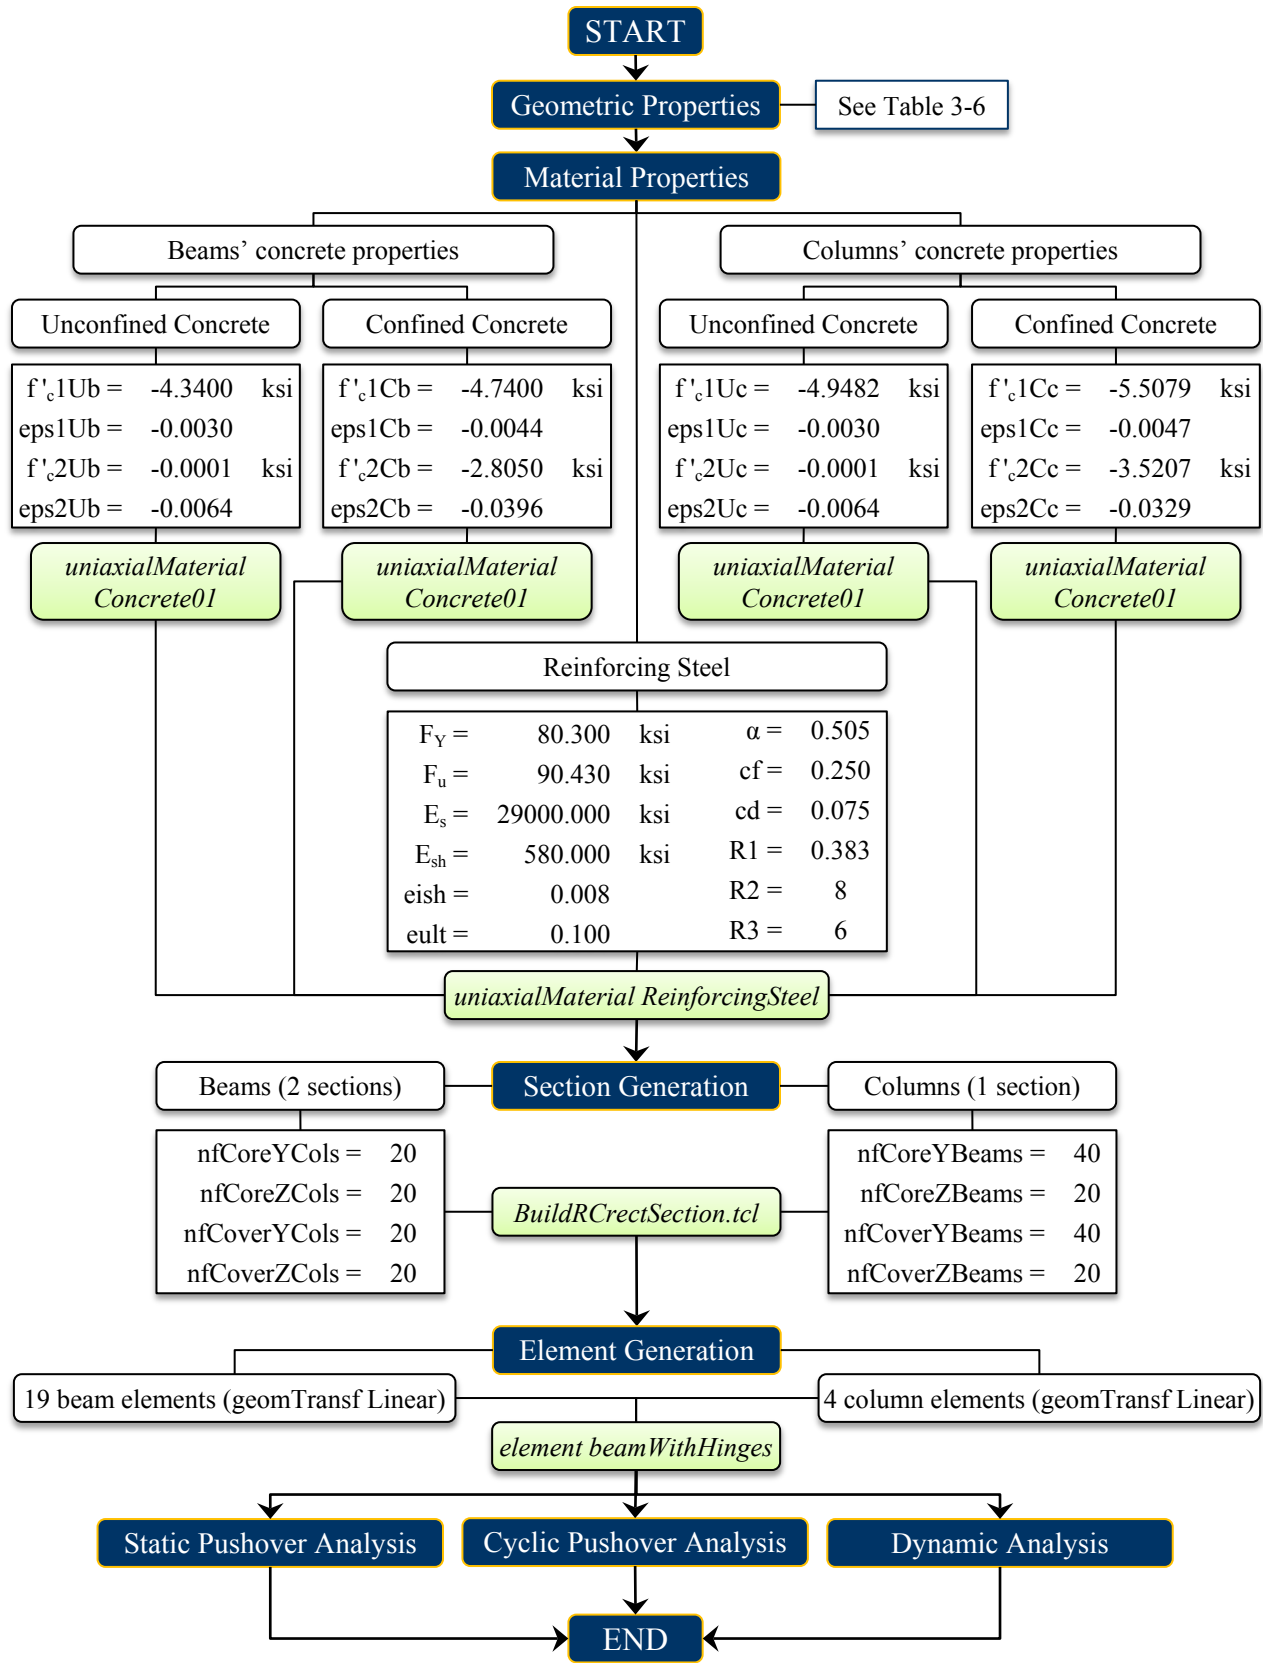 START
Geometric Properties
See Table 3-6
Material Properties
Beams’ concrete properties
Columns’ concrete properties
Unconfined Concrete
Confined Concrete
Unconfined Concrete
Confined Concrete
f 'c1Ub = -4.3400 ksi
eps1Ub = -0.0030
f 'c2Ub = -0.0001 ksi
eps2Ub = -0.0064
f 'c1Cb = -4.7400 ksi
eps1Cb = -0.0044
f 'c2Cb = -2.8050 ksi
eps2Cb = -0.0396
f 'c1Uc = -4.9482 ksi
eps1Uc = -0.0030
f 'c2Uc = -0.0001 ksi
eps2Uc = -0.0064
f 'c1Cc = -5.5079 ksi
eps1Cc = -0.0047
f 'c2Cc = -3.5207 ksi
eps2Cc = -0.0329
uniaxialMaterial
Concrete01
uniaxialMaterial
Concrete01
uniaxialMaterial
Concrete01
uniaxialMaterial
Concrete01
Reinforcing Steel
FY = 80.300 ksi
Fu = 90.430 ksi
Es = 29000.000 ksi
Esh = 580.000 ksi
eish = 0.008
eult = 0.100
α = 0.505
cf = 0.250
cd = 0.075
R1 = 0.383
R2 = 8
R3 = 6
uniaxialMaterial ReinforcingSteel
Beams (2 sections)
Section Generation
Columns (1 section)
nfCoreYCols = 20
nfCoreZCols = 20
nfCoverYCols = 20
nfCoverZCols = 20
BuildRCrectSection.tcl
nfCoreYBeams = 40
nfCoreZBeams = 20
nfCoverYBeams = 40
nfCoverZBeams = 20
Element Generation
19 beam elements (geomTransf Linear)
4 column elements (geomTransf Linear)
element beamWithHinges
Static Pushover Analysis
Cyclic Pushover Analysis
Dynamic Analysis
END